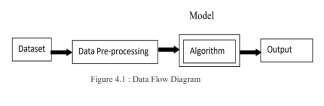 Model
Dataset
Data Pre-processing
Algorithm
Output
Figure 4.1 : Data Flow Diagram